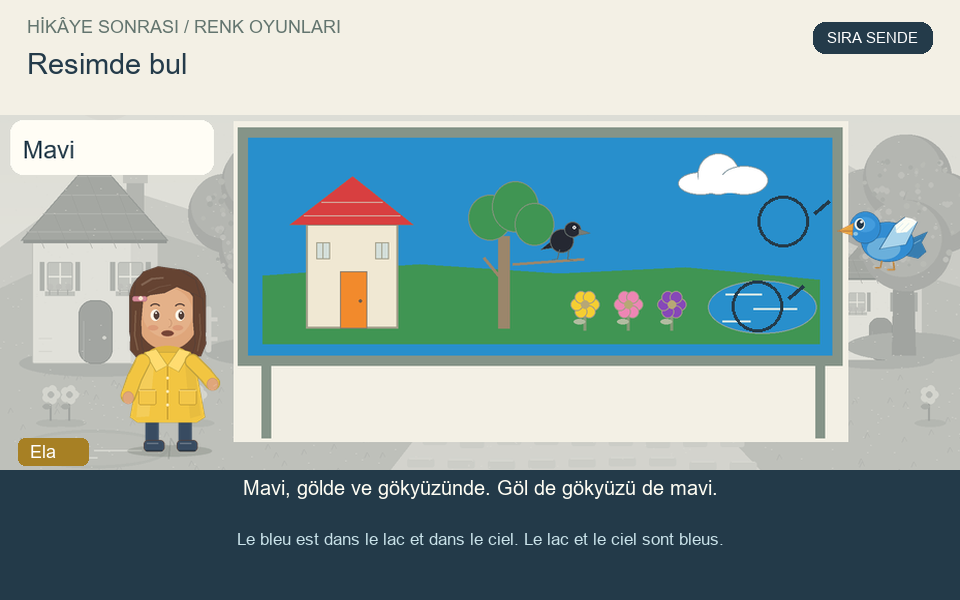 HİKÂYE SONRASI / RENK OYUNLARI
SIRA SENDE
Resimde bul
Mavi
Ela
Mavi, gölde ve gökyüzünde. Göl de gökyüzü de mavi.
Le bleu est dans le lac et dans le ciel. Le lac et le ciel sont bleus.